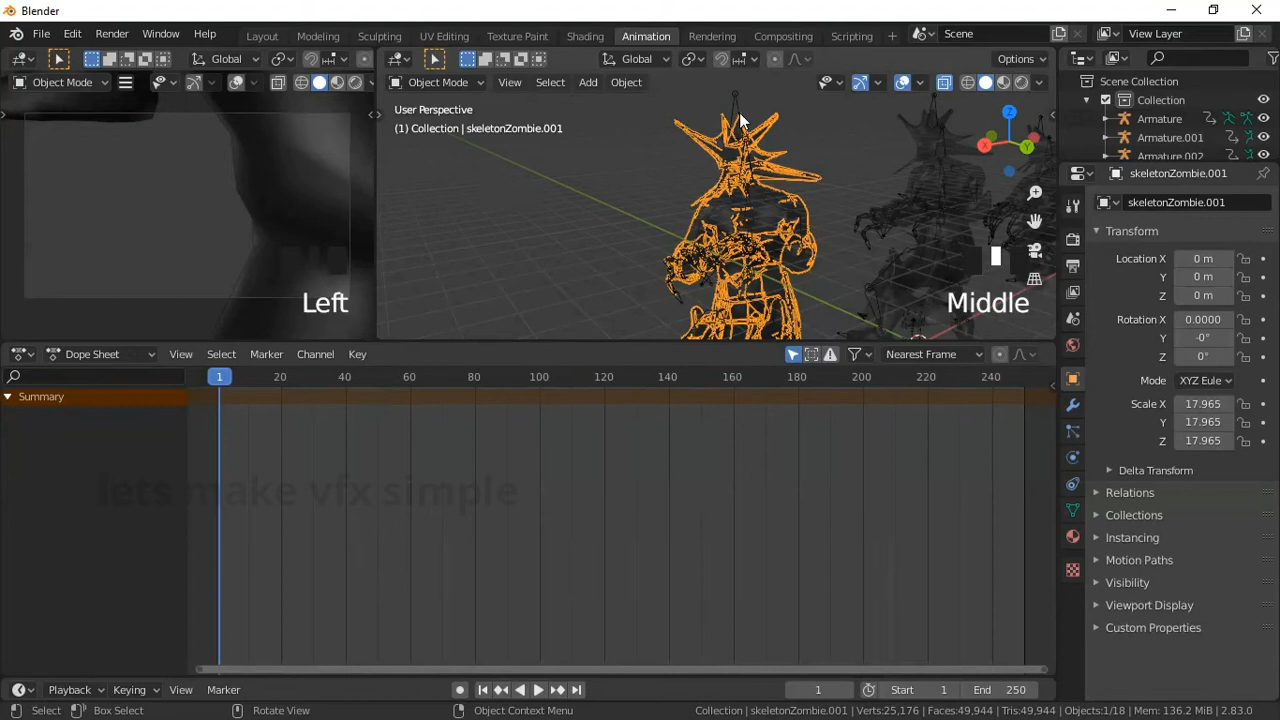 Blender
File Edit Render Window Help Layout Modeling Sculpting UV Editing Texture Paint Shading Animation Rendering Compositing Scripting + Scene View Layer
Global Global Options
Object Mode Object Mode View Select Add Object
User Perspective
(1) Collection | skeletonZombie.001
Scene Collection
Collection
Armature
Armature.001
Armature.002
X Y Z
skeletonZombie.001
skeletonZombie.001
Transform
Location X 0 m
Y 0 m
Z 0 m
Rotation X 0.0000
Y -0°
Z 0°
Mode XYZ Eule
Scale X 17.965
Y 17.965
Z 17.965
Delta Transform
Relations
Collections
Instancing
Motion Paths
Visibility
Viewport Display
Custom Properties
Left
Middle
Dope Sheet View Select Marker Channel Key Nearest Frame
1 20 40 60 80 100 120 140 160 180 200 220 240
Summary
lets make vfx simple
Playback Keying View Marker 1 Start 1 End 250
Select Box Select Rotate View Object Context Menu Collection | skeletonZombie.001 | Verts:25,176 | Faces:49,944 | Tris:49,944 | Objects:1/18 | Mem: 136.2 MiB | 2.83.0